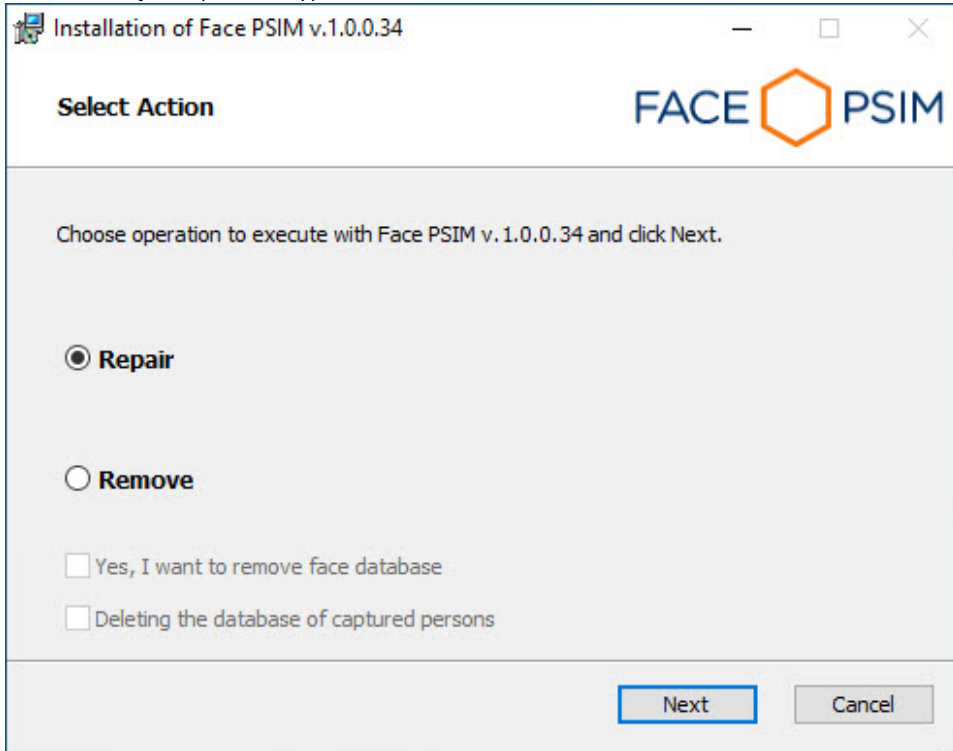 Installation of Face PSIM v.1.0.0.34
Select Action
FACE PSIM
Choose operation to execute with Face PSIM v.1.0.0.34 and click Next.
Repair
Remove
Yes, I want to remove face database
Deleting the database of captured persons
Next Cancel